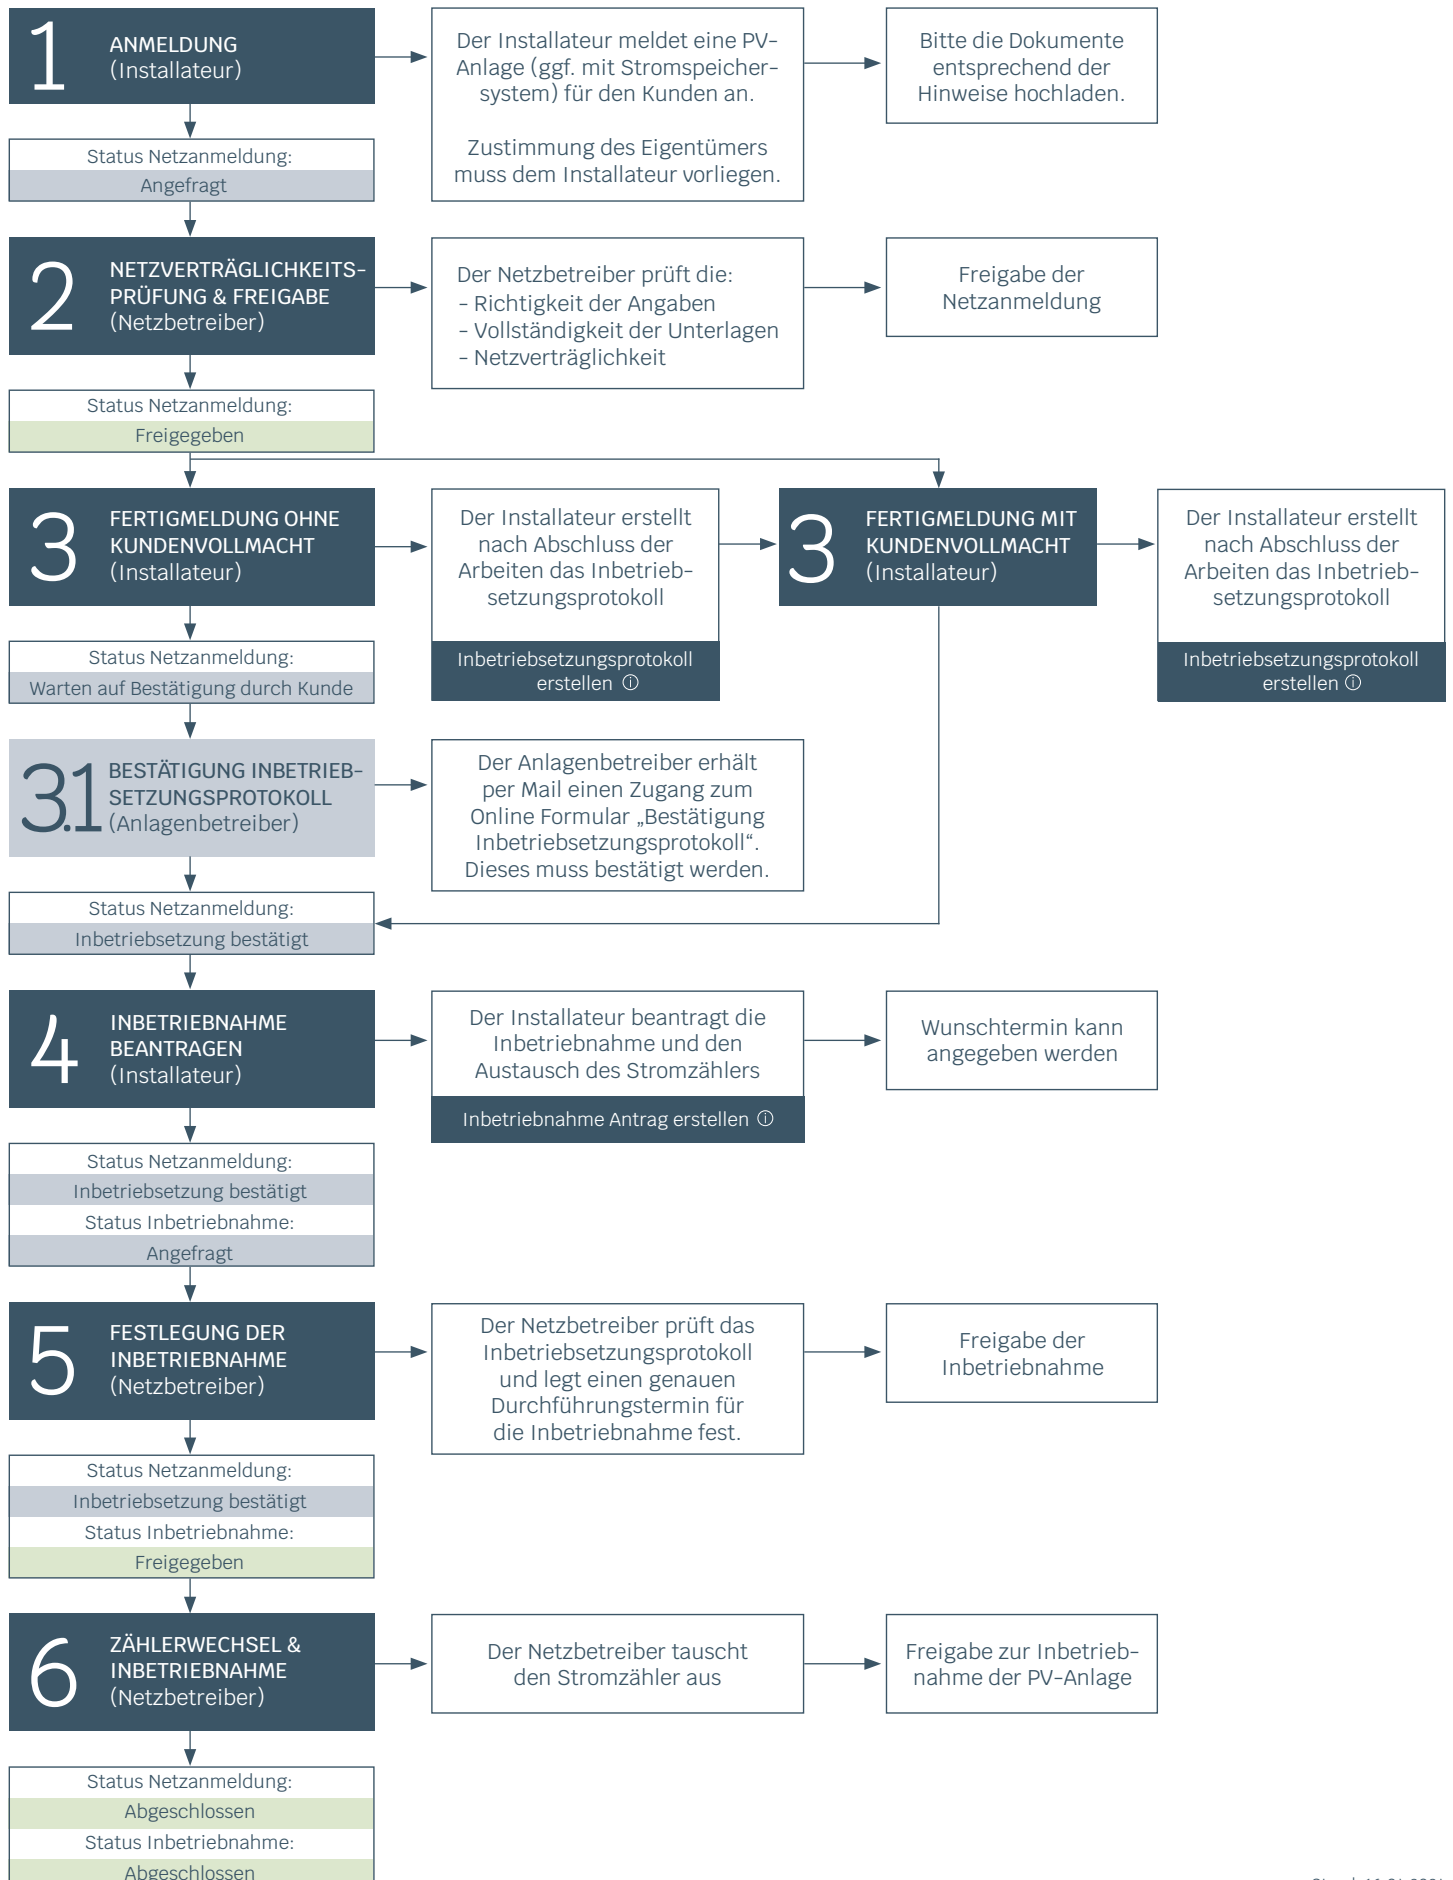 1
ANMELDUNG
(Installateur)
Der Installateur meldet eine PV-
Anlage (ggf. mit Stromspeicher-
system) für den Kunden an.
Zustimmung des Eigentümers
muss dem Installateur vorliegen.
Bitte die Dokumente
entsprechend der
Hinweise hochladen.
Status Netzanmeldung:
Angefragt
2
NETZVERTRÄGLICHKEITS-
PRÜFUNG & FREIGABE
(Netzbetreiber)
Der Netzbetreiber prüft die:
- Richtigkeit der Angaben
- Vollständigkeit der Unterlagen
- Netzverträglichkeit
Freigabe der
Netzanmeldung
Status Netzanmeldung:
Freigegeben
3
FERTIGMELDUNG OHNE
KUNDENVOLLMACHT
(Installateur)
Der Installateur erstellt
nach Abschluss der
Arbeiten das Inbetrieb-
setzungsprotokoll
Inbetriebsetzungsprotokoll
erstellen ⓘ
3
FERTIGMELDUNG MIT
KUNDENVOLLMACHT
(Installateur)
Der Installateur erstellt
nach Abschluss der
Arbeiten das Inbetrieb-
setzungsprotokoll
Inbetriebsetzungsprotokoll
erstellen ⓘ
Status Netzanmeldung:
Warten auf Bestätigung durch Kunde
3.1
BESTÄTIGUNG INBETRIEB-
SETZUNGSPROTOKOLL
(Anlagenbetreiber)
Der Anlagenbetreiber erhält
per Mail einen Zugang zum
Online Formular „Bestätigung
Inbetriebsetzungsprotokoll“.
Dieses muss bestätigt werden.
Status Netzanmeldung:
Inbetriebsetzung bestätigt
4
INBETRIEBNAHME
BEANTRAGEN
(Installateur)
Der Installateur beantragt die
Inbetriebnahme und den
Austausch des Stromzählers
Inbetriebnahme Antrag erstellen ⓘ
Wunschtermin kann
angegeben werden
Status Netzanmeldung:
Inbetriebsetzung bestätigt
Status Inbetriebnahme:
Angefragt
5
FESTLEGUNG DER
INBETRIEBNAHME
(Netzbetreiber)
Der Netzbetreiber prüft das
Inbetriebsetzungsprotokoll
und legt einen genauen
Durchführungstermin für
die Inbetriebnahme fest.
Freigabe der
Inbetriebnahme
Status Netzanmeldung:
Inbetriebsetzung bestätigt
Status Inbetriebnahme:
Freigegeben
6
ZÄHLERWECHSEL &
INBETRIEBNAHME
(Netzbetreiber)
Der Netzbetreiber tauscht
den Stromzähler aus
Freigabe zur Inbetrieb-
nahme der PV-Anlage
Status Netzanmeldung:
Abgeschlossen
Status Inbetriebnahme:
Abgeschlossen